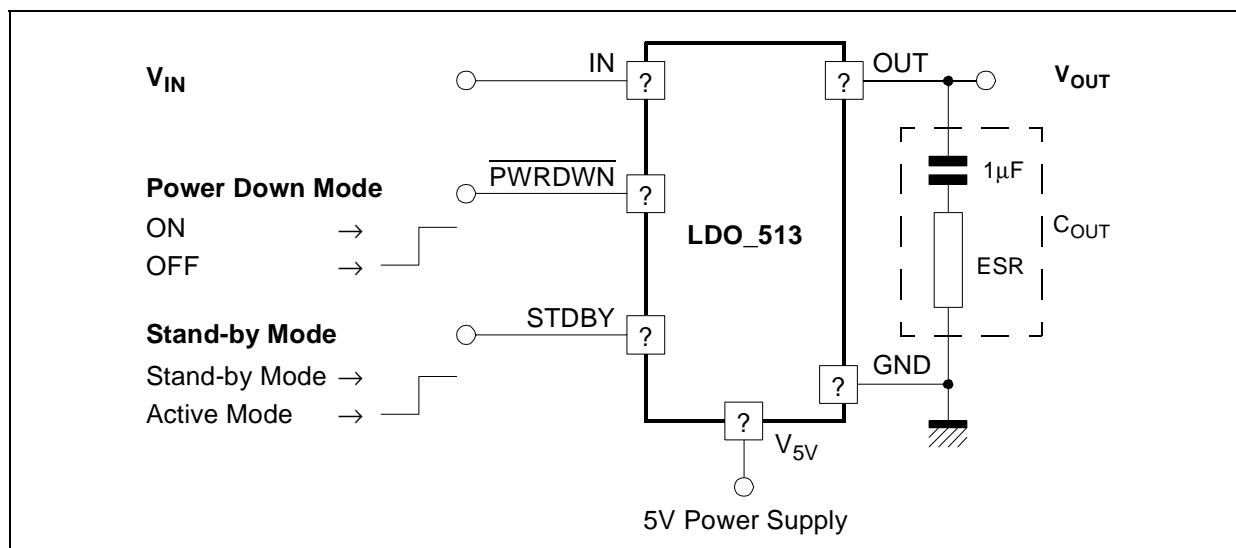 V_IN
IN
?
?
OUT
V_OUT
Power Down Mode
PWRDWN
?
ON →
OFF →
LDO_513
1µF
ESR
C_OUT
Stand-by Mode
STDBY
?
Stand-by Mode →
Active Mode →
?
GND
?
V_5V
5V Power Supply